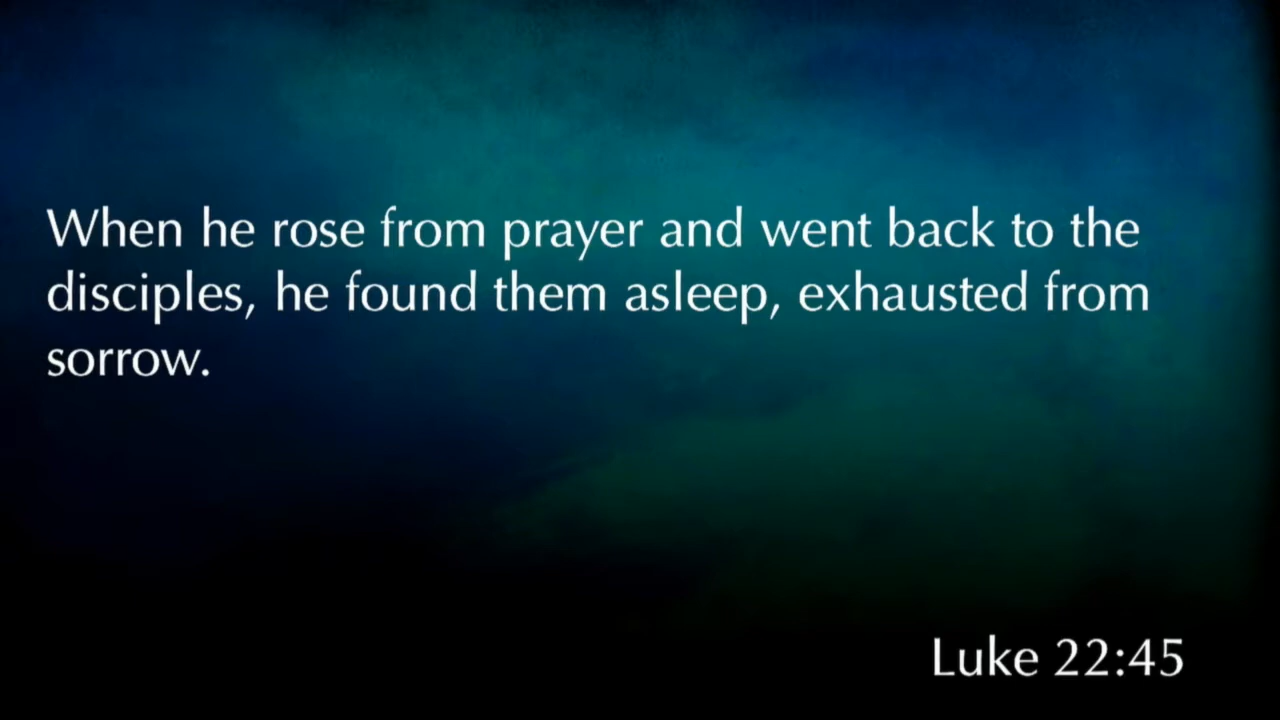 When he rose from prayer and went back to the
disciples, he found them asleep, exhausted from
sorrow.
Luke 22:45